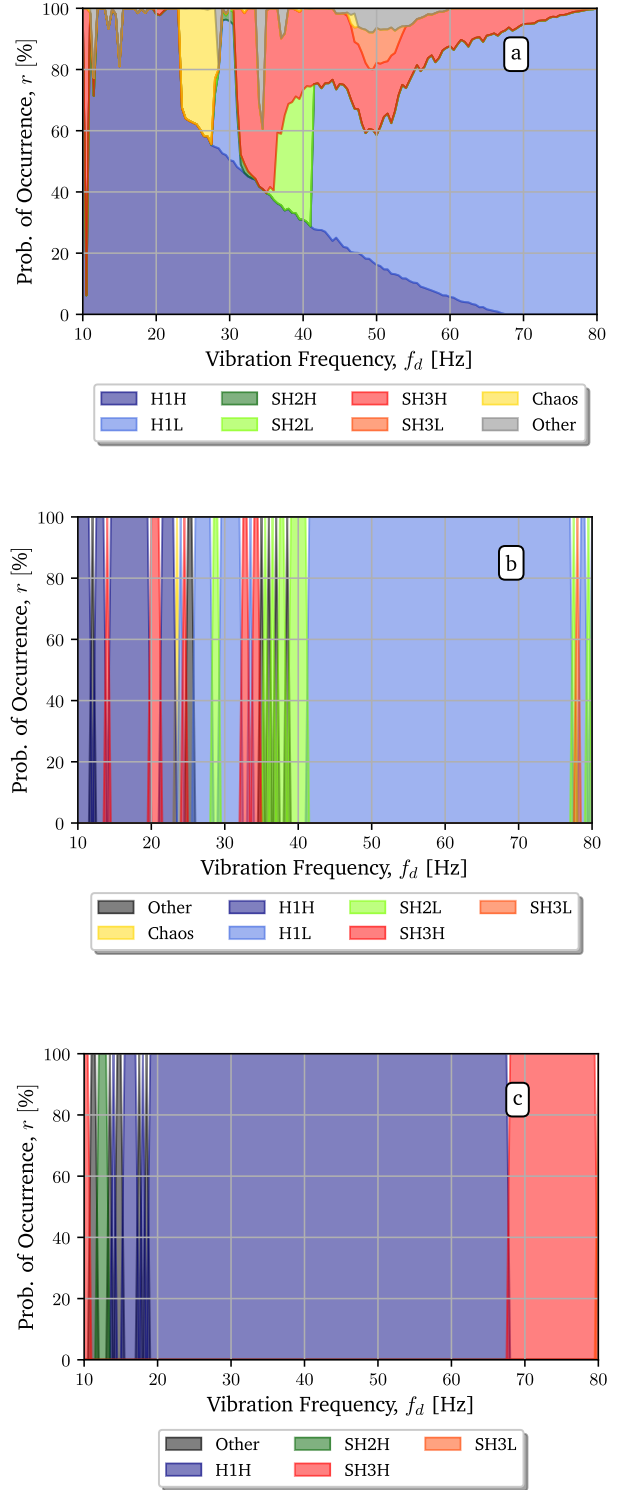 100
80
60
40
20
0
Prob. of Occurrence, r [%]
a
10 20 30 40 50 60 70 80
Vibration Frequency, f_d [Hz]
H1H SH2H SH3H Chaos
H1L SH2L SH3L Other
100
80
60
40
20
0
Prob. of Occurrence, r [%]
b
10 20 30 40 50 60 70 80
Vibration Frequency, f_d [Hz]
Other H1H SH2L SH3L
Chaos H1L SH3H
100
80
60
40
20
0
Prob. of Occurrence, r [%]
c
10 20 30 40 50 60 70 80
Vibration Frequency, f_d [Hz]
Other SH2H SH3L
H1H SH3H